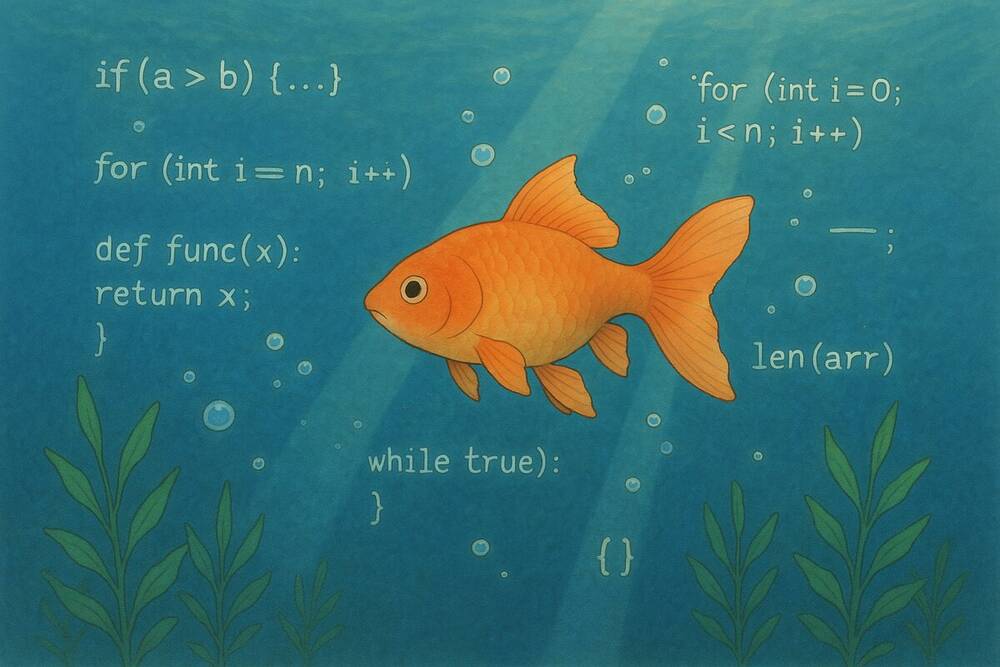 if (a > b) {...}
for (int i = n; i++)
def func(x):
return x;
}
for (int i = 0;
i < n; i++)
— ;
len(arr)
while true):
}
{}